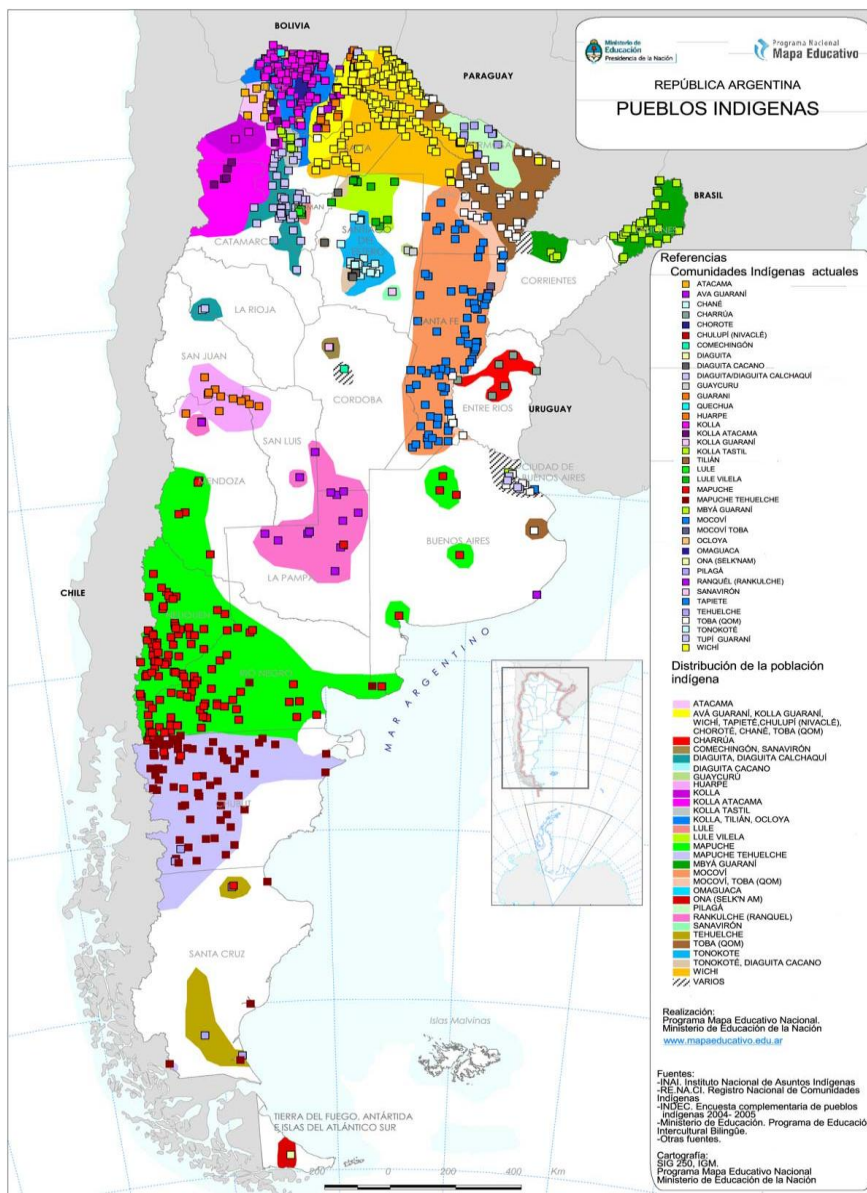 BOLIVIA
PARAGUAY
BRASIL
URUGUAY
CHILE
Ministerio de
Educación
Presidencia de la Nación
Programa Nacional
Mapa Educativo
REPÚBLICA ARGENTINA
PUEBLOS INDIGENAS
CATAMARCA
SANTIAGO
DEL
LA RIOJA
SAN JUAN
CORDOBA
SAN LUIS
MENDOZA
SANTA FE
ENTRE RIOS
CORRIENTES
CIUDAD DE
BUENOS AIRES
BUENOS AIRES
LA PAMPA
RIO NEGRO
SANTA CRUZ
MAR ARGENTINO
Islas Malvinas
TIERRA DEL FUEGO, ANTÁRTIDA
E ISLAS DEL ATLÁNTICO SUR
200 0 200 400 Km
Referencias
Comunidades Indígenas actuales
ATACAMA
AVA GUARANÍ
CHANÉ
CHARRÚA
CHOROTE
CHULUPÍ (NIVACLÉ)
COMECHINGÓN
DIAGUITA
DIAGUITA CACANO
DIAGUITA/DIAGUITA CALCHAQUÍ
GUAYCURU
GUARANI
QUECHUA
HUARPE
KOLLA
KOLLA ATACAMA
KOLLA GUARANÍ
KOLLA TASTIL
TILIÁN
LULE
LULE VILELA
MAPUCHE
MAPUCHE TEHUELCHE
MBYÁ GUARANÍ
MOCOVÍ
MOCOVÍ TOBA
OCLOYA
OMAGUACA
ONA (SELK'NAM)
PILAGÁ
RANQUÉL (RANKULCHE)
SANAVIRÓN
TAPIETE
TEHUELCHE
TOBA (QOM)
TONOKOTÉ
TUPÍ GUARANÍ
WICHÍ
Distribución de la población
indígena
ATACAMA
AVÁ GUARANÍ, KOLLA GUARANÍ,
WICHÍ, TAPIETÉ,CHULUPÍ (NIVACLÉ),
CHOROTÉ, CHANÉ, TOBA (QOM)
CHARRÚA
COMECHINGÓN, SANAVIRÓN
DIAGUITA, DIAGUITA CALCHAQUÍ
DIAGUITA CACANO
GUAYCURÚ
HUARPE
KOLLA
KOLLA ATACAMA
KOLLA TASTIL
KOLLA, TILIÁN, OCLOYA
LULE
LULE VILELA
MAPUCHE
MAPUCHE TEHUELCHE
MBYÁ GUARANÍ
MOCOVÍ
MOCOVÍ, TOBA (QOM)
OMAGUACA
ONA (SELK'N AM)
PILAGÁ
RANKULCHE (RANQUEL)
SANAVIRÓN
TEHUELCHE
TOBA (QOM)
TONOKOTE
TONOKOTÉ, DIAGUITA CACANO
WICHI
VARIOS
Realización:
Programa Mapa Educativo Nacional.
Ministerio de Educación de la Nación
www.mapaeducativo.edu.ar
Fuentes:
-INAI. Instituto Nacional de Asuntos Indígenas
-RE.NA.CI. Registro Nacional de Comunidades
Indígenas
-INDEC. Encuesta complementaria de pueblos
indígenas 2004- 2005
-Ministerio de Educación. Programa de Educació
Intercultural Bilingüe.
-Otras fuentes.
Cartografía:
SIG 250, IGM.
Programa Mapa Educativo Nacional
Ministerio de Educación de la Nación